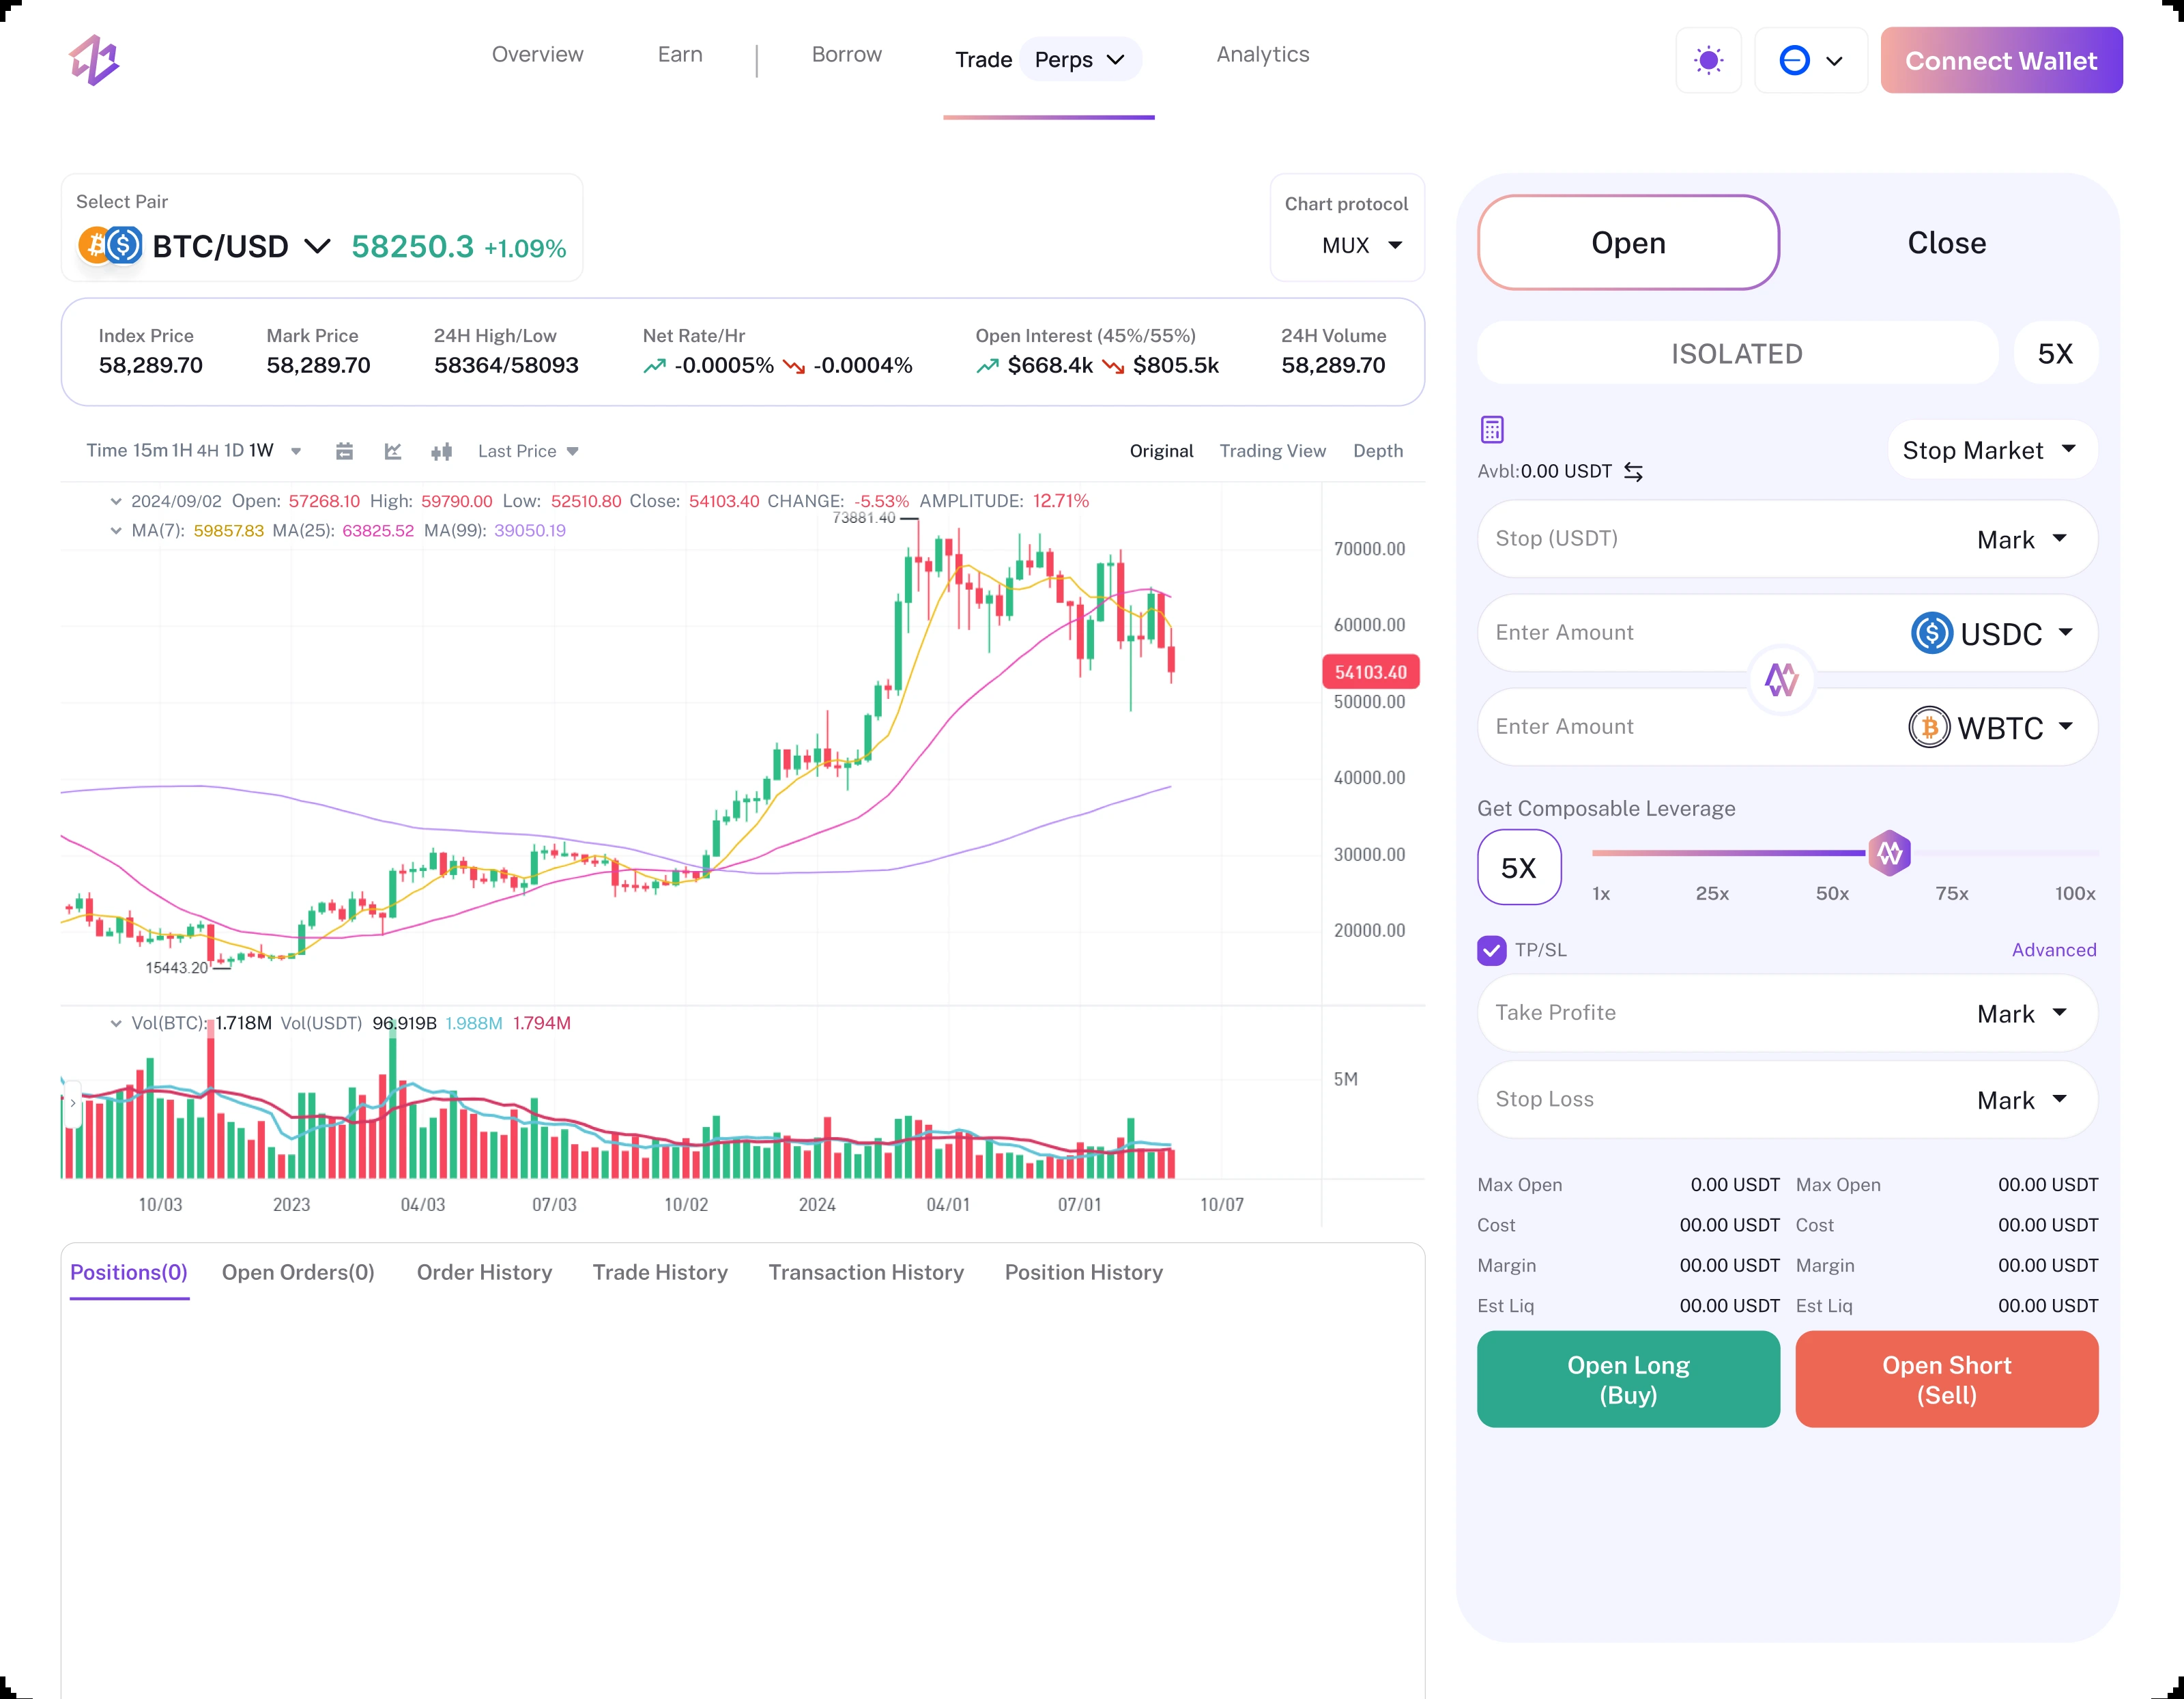 Overview Earn | Borrow Trade Perps Analytics Connect Wallet
Select Pair
BTC/USD 58250.3 +1.09%
Chart protocol
MUX
Index Price Mark Price 24H High/Low Net Rate/Hr Open Interest (45%/55%) 24H Volume
58,289.70 58,289.70 58364/58093 -0.0005% -0.0004% $668.4k $805.5k 58,289.70
Time 15m 1H 4H 1D 1W Last Price Original Trading View Depth
2024/09/02 Open: 57268.10 High: 59790.00 Low: 52510.80 Close: 54103.40 CHANGE: -5.53% AMPLITUDE: 12.71%
MA(7): 59857.83 MA(25): 63825.52 MA(99): 39050.19
73881.40
70000.00
60000.00
54103.40
50000.00
40000.00
30000.00
20000.00
15443.20
Vol(BTC): 1.718M Vol(USDT) 96.919B 1.988M 1.794M
5M
10/03 2023 04/03 07/03 10/02 2024 04/01 07/01 10/07
Positions(0) Open Orders(0) Order History Trade History Transaction History Position History
Open Close
ISOLATED 5X
Stop Market
Avbl:0.00 USDT
Stop (USDT) Mark
Enter Amount USDC
Enter Amount WBTC
Get Composable Leverage
5X
1x 25x 50x 75x 100x
TP/SL Advanced
Take Profite Mark
Stop Loss Mark
Max Open 0.00 USDT Max Open 00.00 USDT
Cost 00.00 USDT Cost 00.00 USDT
Margin 00.00 USDT Margin 00.00 USDT
Est Liq 00.00 USDT Est Liq 00.00 USDT
Open Long Open Short
(Buy) (Sell)